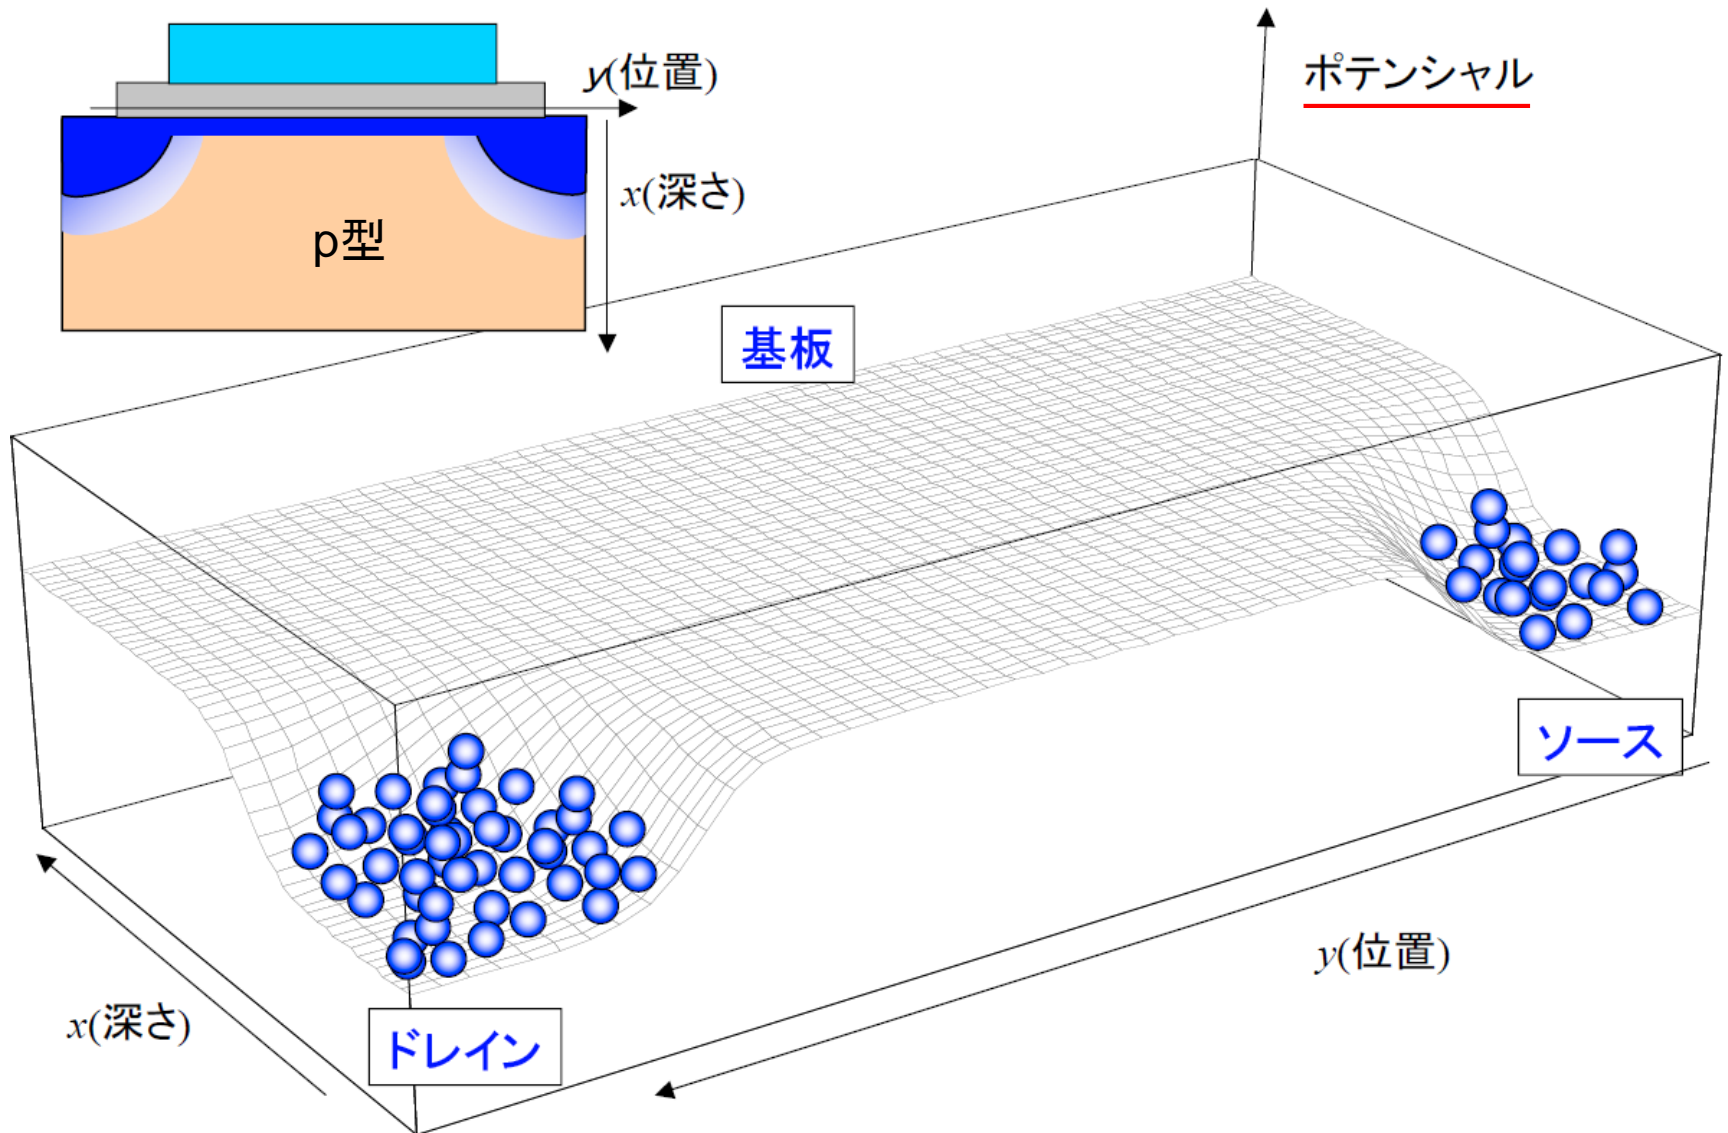 y(位置)
ポテンシャル
x(深さ)
p型
基板
ソース
y(位置)
x(深さ)
ドレイン